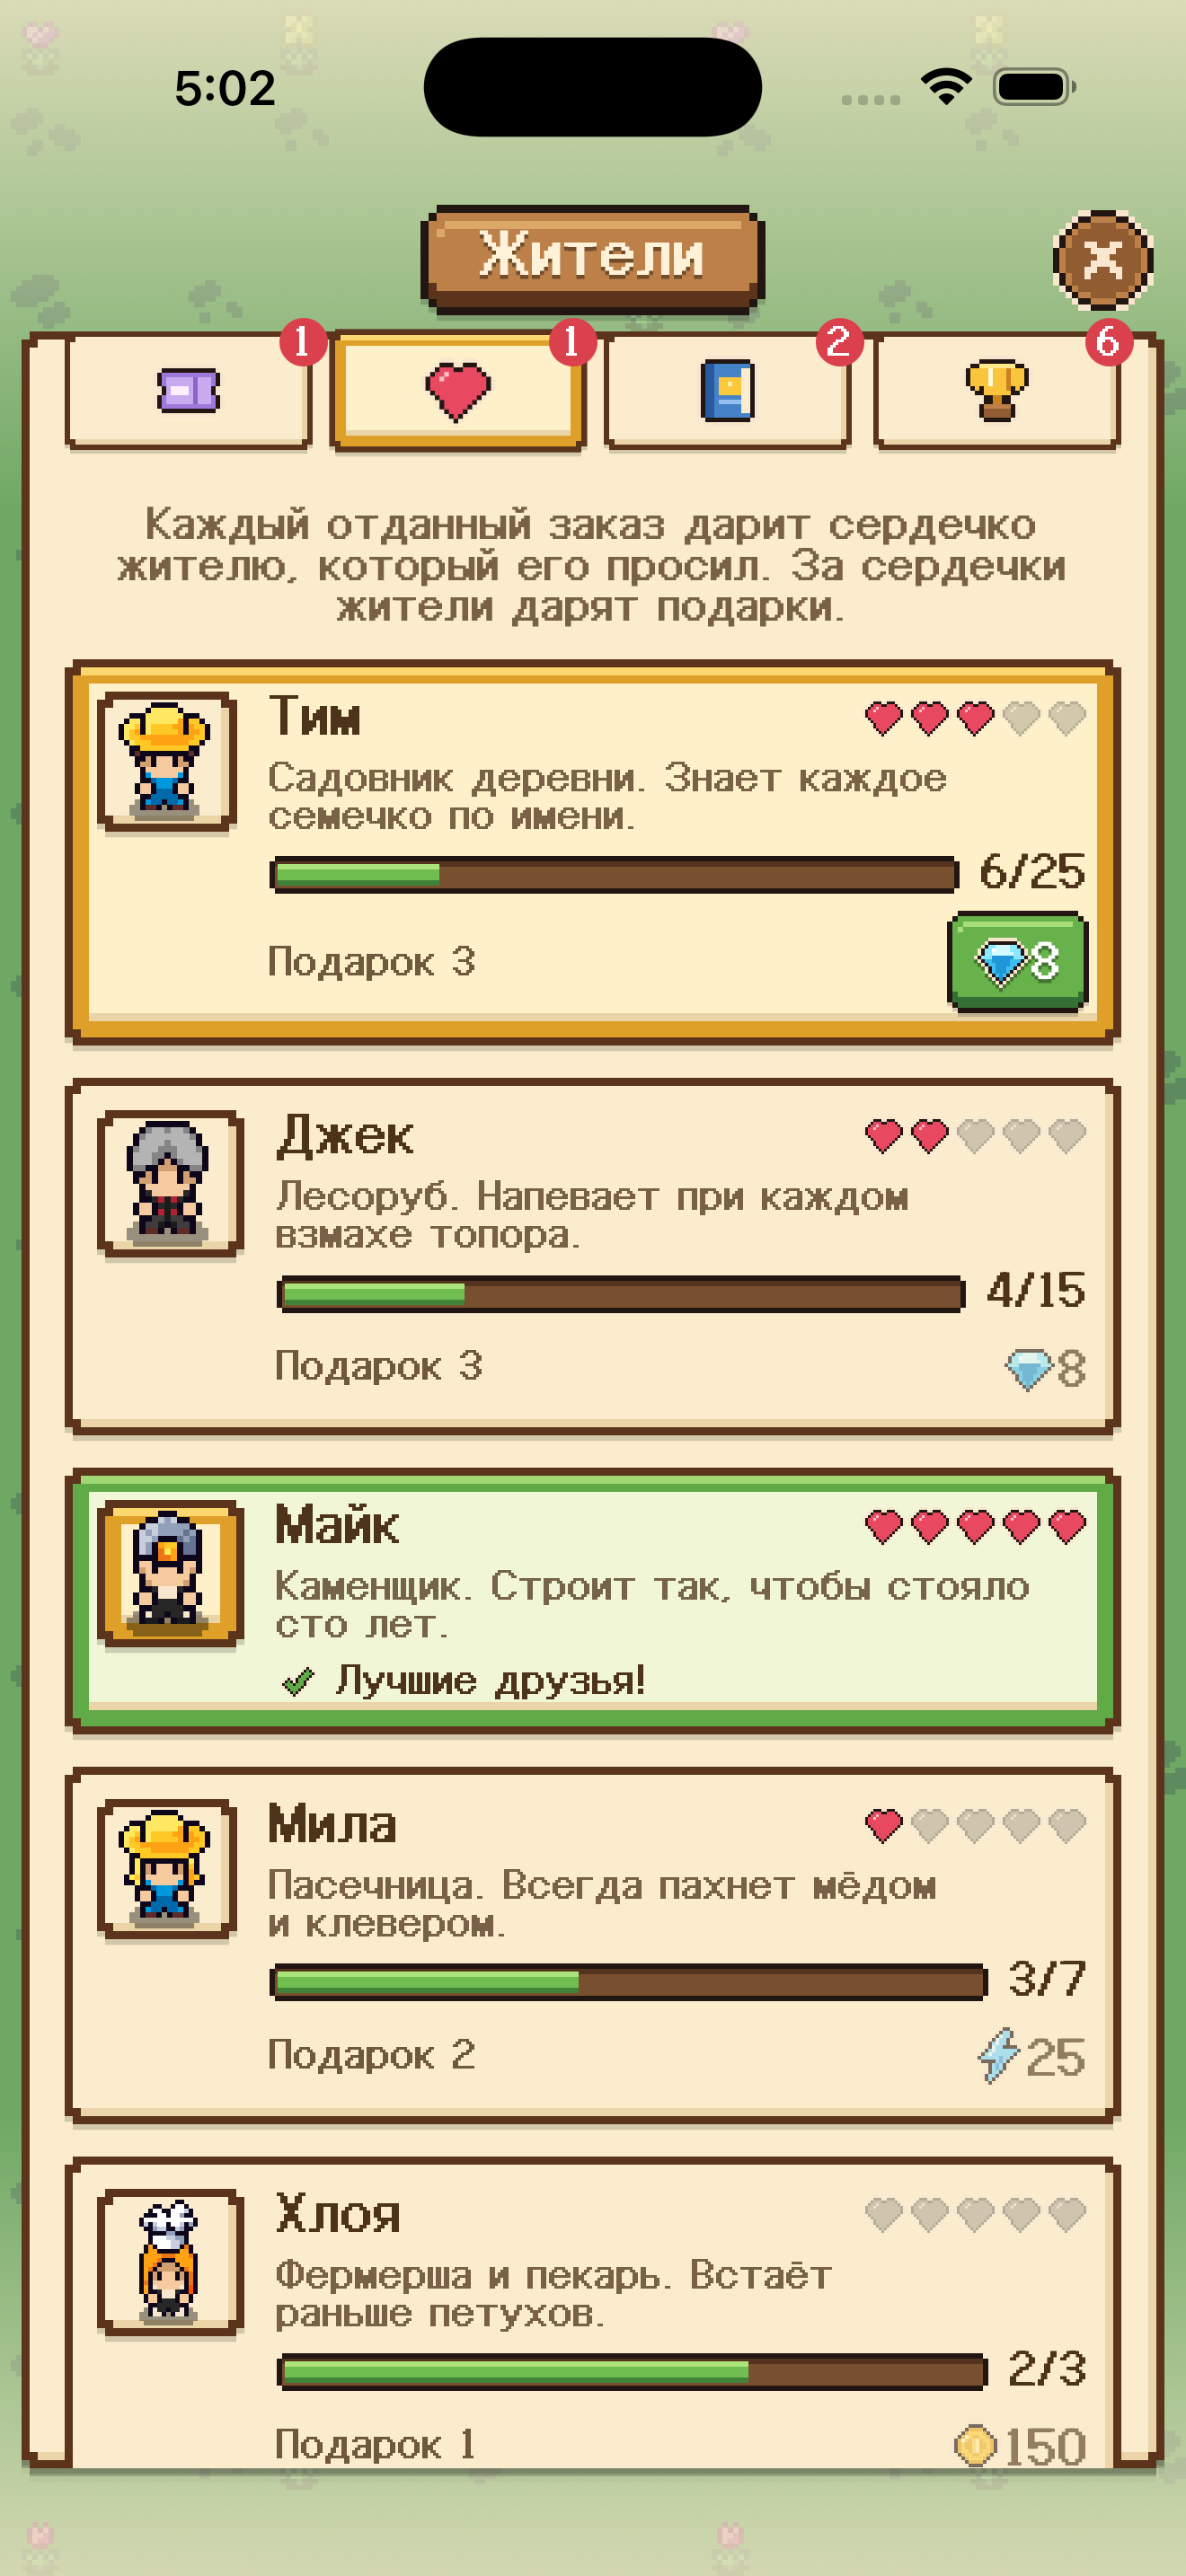 5:02
Жители
1
1
2
6
Каждый отданный заказ дарит сердечко
жителю, который его просил. За сердечки
жители дарят подарки.
Тим
Садовник деревни. Знает каждое
семечко по имени.
6/25
Подарок 3
8
Джек
Лесоруб. Напевает при каждом
взмахе топора.
4/15
Подарок 3
8
Майк
Каменщик. Строит так, чтобы стояло
сто лет.
Лучшие друзья!
Мила
Пасечница. Всегда пахнет мёдом
и клевером.
3/7
Подарок 2
25
Хлоя
Фермерша и пекарь. Встаёт
раньше петухов.
2/3
Подарок 1
150